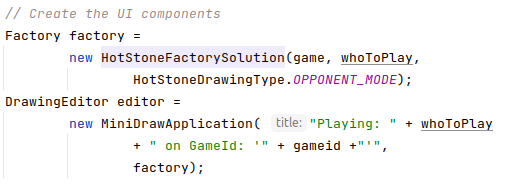 // Create the UI components
Factory factory =
new HotStoneFactorySolution(game, whoToPlay,
HotStoneDrawingType.OPPONENT_MODE);
DrawingEditor editor =
new MiniDrawApplication( title: "Playing: " + whoToPlay
+ " on GameId: '" + gameid +"'",
factory);